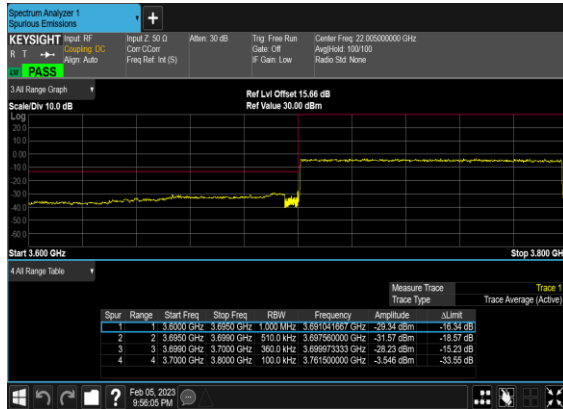 Spectrum Analyzer 1
Spurious Emissions
+
KEYSIGHT Input: RF Input Z: 50 Ω Atten: 30 dB Trig: Free Run Center Freq: 22.005000000 GHz
R T Coupling: DC Corr CCorr Gate: Off Avg|Hold: 100/100
Align: Auto Freq Ref: Int (S) IF Gain: Low Radio Std: None
PASS
3 All Range Graph
Ref Lvl Offset 15.66 dB
Scale/Div 10.0 dB Ref Value 30.00 dBm
Log
20.0
10.0
0.00
-10.0
-20.0
-30.0
-40.0
-50.0
-60.0
Start 3.600 GHz Stop 3.800 GH
4 All Range Table
Measure Trace Trace 1
Trace Type Trace Average (Active)
Spur Range Start Freq Stop Freq RBW Frequency Amplitude ΔLimit
1 1 3.6000 GHz 3.6950 GHz 1.000 MHz 3.691041667 GHz -29.34 dBm -16.34 dB
2 2 3.6950 GHz 3.6990 GHz 510.0 kHz 3.697560000 GHz -31.57 dBm -18.57 dB
3 3 3.6990 GHz 3.7000 GHz 360.0 kHz 3.699973333 GHz -28.23 dBm -15.23 dB
4 4 3.7000 GHz 3.8000 GHz 100.0 kHz 3.761500000 GHz -3.546 dBm -33.55 dB
? Feb 05, 2023
9:56:05 PM